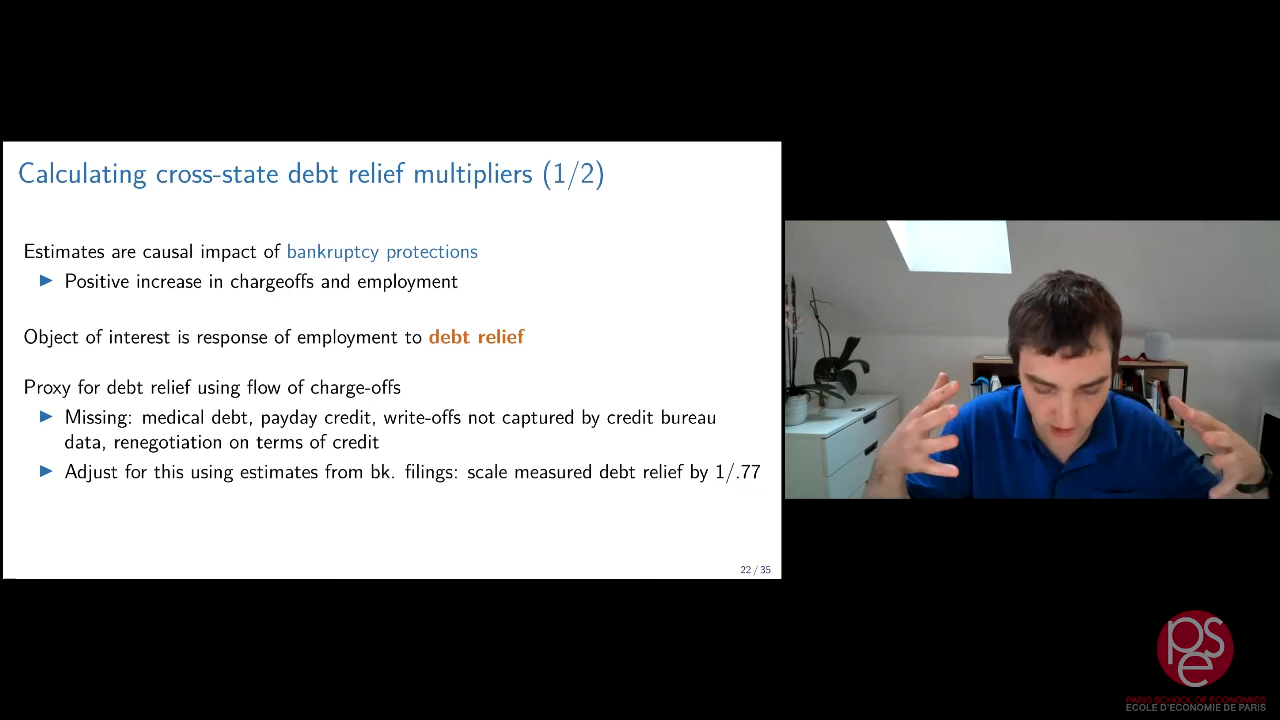 Calculating cross-state debt relief multipliers (1/2)
Estimates are causal impact of bankruptcy protections
▶ Positive increase in chargeoffs and employment
Object of interest is response of employment to debt relief
Proxy for debt relief using flow of charge-offs
▶ Missing: medical debt, payday credit, write-offs not captured by credit bureau
data, renegotiation on terms of credit
▶ Adjust for this using estimates from bk. filings: scale measured debt relief by 1/.77
22 / 35
pse
PARIS SCHOOL OF ECONOMICS
ECOLE D'ECONOMIE DE PARIS